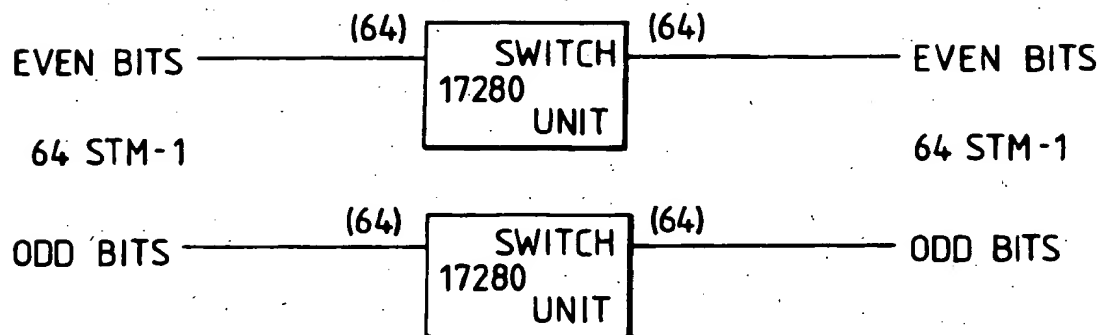 (64) SWITCH (64)
EVEN BITS 17280 EVEN BITS
UNIT
64 STM-1 64 STM-1
(64) SWITCH (64)
ODD BITS 17280 ODD BITS
UNIT